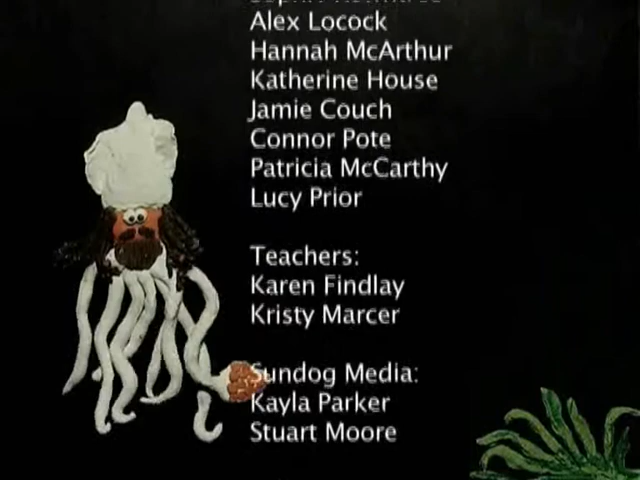 Alex Locock
Hannah McArthur
Katherine House
Jamie Couch
Connor Pote
Patricia McCarthy
Lucy Prior
Teachers:
Karen Findlay
Kristy Marcer
Sundog Media:
Kayla Parker
Stuart Moore